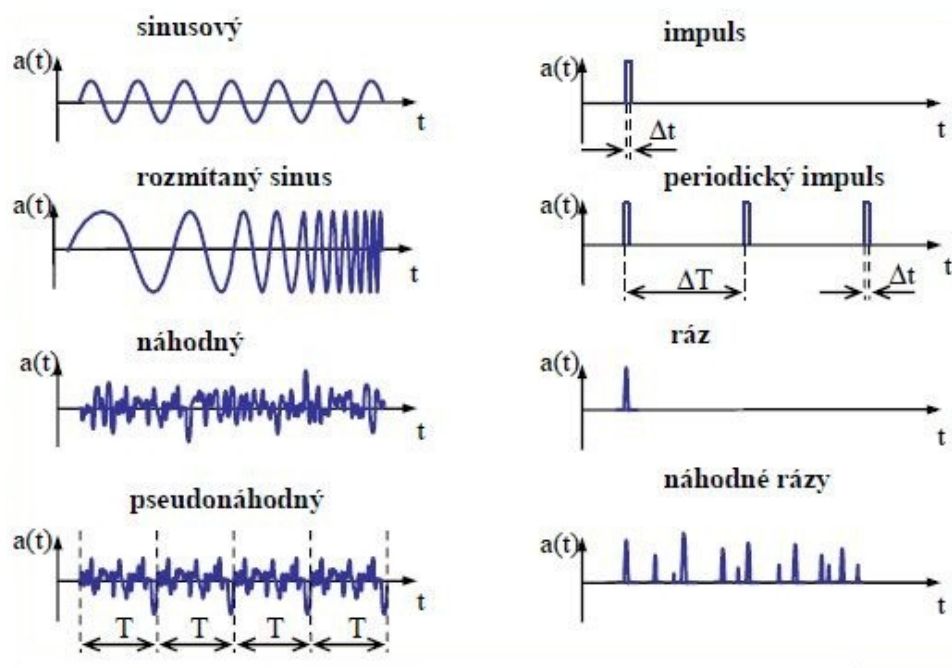 sinusový
a(t)
t
rozmítaný sinus
a(t)
t
náhodný
a(t)
t
pseudonáhodný
a(t)
t
T T T T
impuls
a(t)
t
Δt
periodický impuls
a(t)
t
ΔT Δt
ráz
a(t)
t
náhodné rázy
a(t)
t